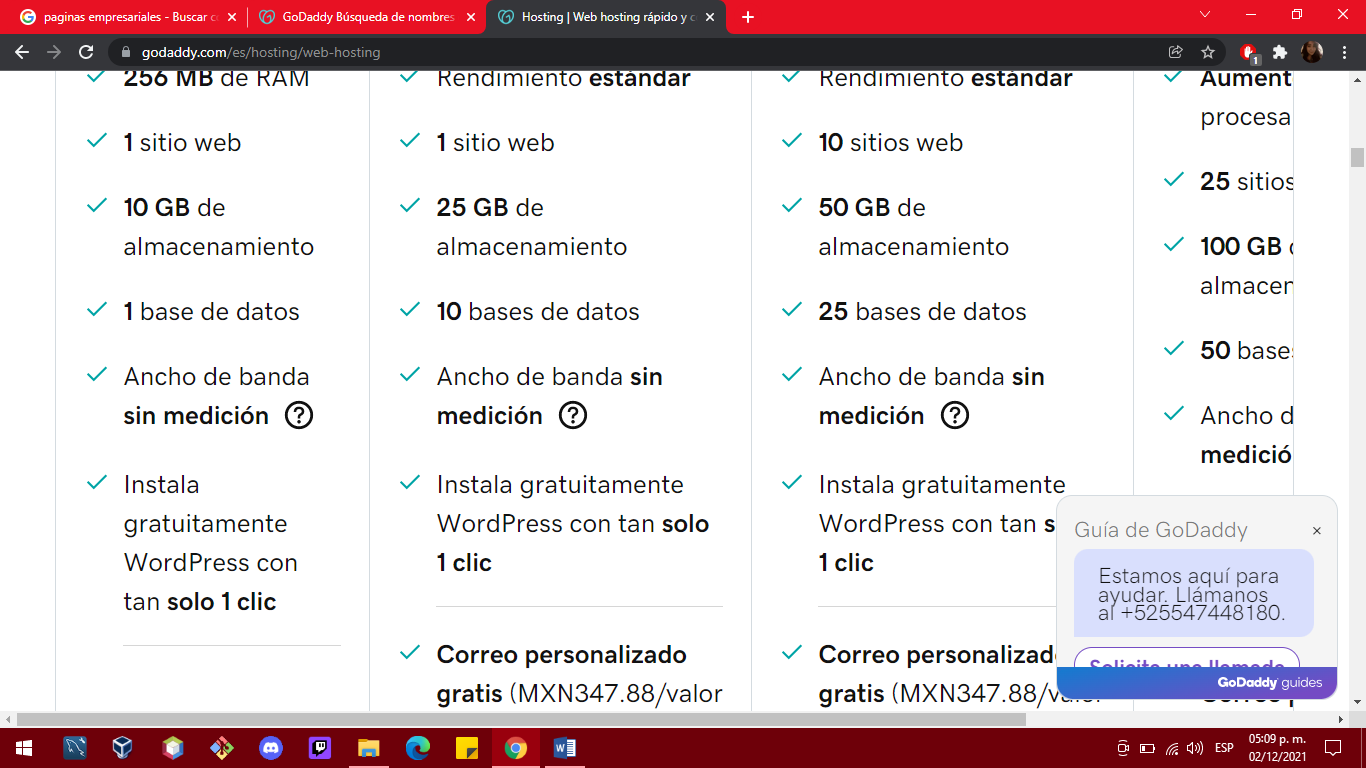 paginas empresariales - Buscar c
GoDaddy Búsqueda de nombres
Hosting | Web hosting rápido y c
godaddy.com/es/hosting/web-hosting
1
256 MB de RAM
1 sitio web
10 GB de
almacenamiento
1 base de datos
Ancho de banda
sin medición
Instala
gratuitamente
WordPress con
tan solo 1 clic
Rendimiento estándar
1 sitio web
25 GB de
almacenamiento
10 bases de datos
Ancho de banda sin
medición
Instala gratuitamente
WordPress con tan solo
1 clic
Correo personalizado
gratis (MXN347.88/valor
Rendimiento estándar
10 sitios web
50 GB de
almacenamiento
25 bases de datos
Ancho de banda sin
medición
Instala gratuitamente
WordPress con tan s
1 clic
Correo personalizad
gratis (MXN347.88/valor
Aument
procesa
25 sitios
100 GB
almacen
50 bases
Ancho d
medició
Guía de GoDaddy
Estamos aquí para
ayudar. Llámanos
al +525547448180.
Solicita una llamada
GoDaddy guides
ESP
05:09 p. m.
02/12/2021